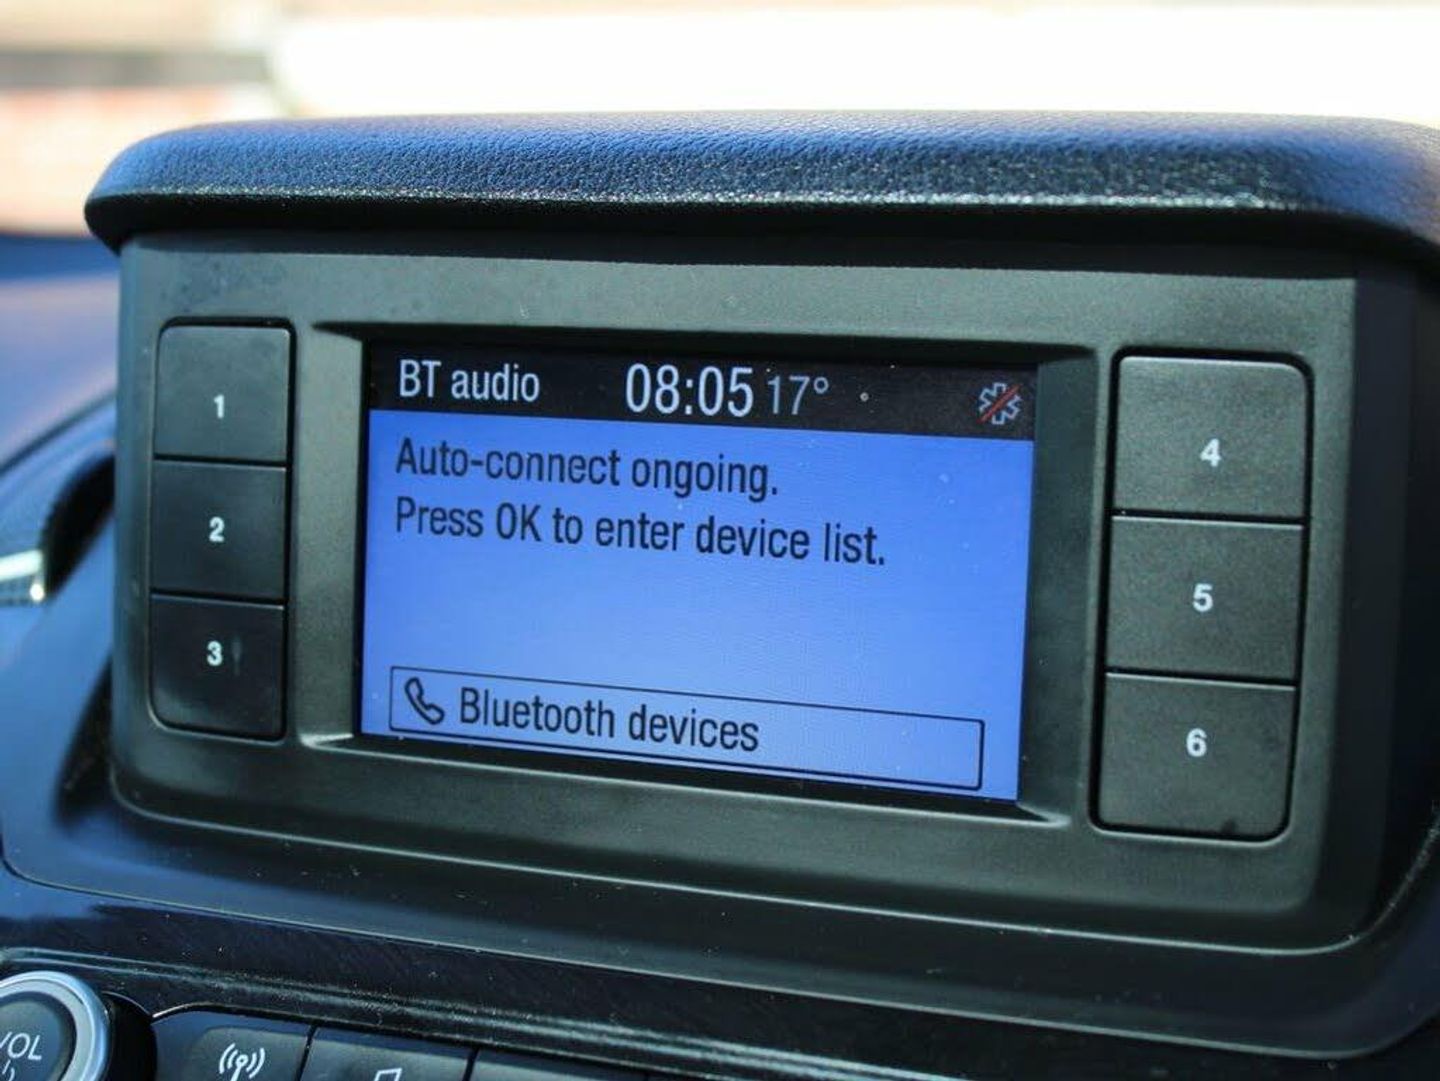 BT audio 08:05 17°
Auto-connect ongoing.
Press OK to enter device list.
Bluetooth devices
1
2
3
4
5
6
VOL